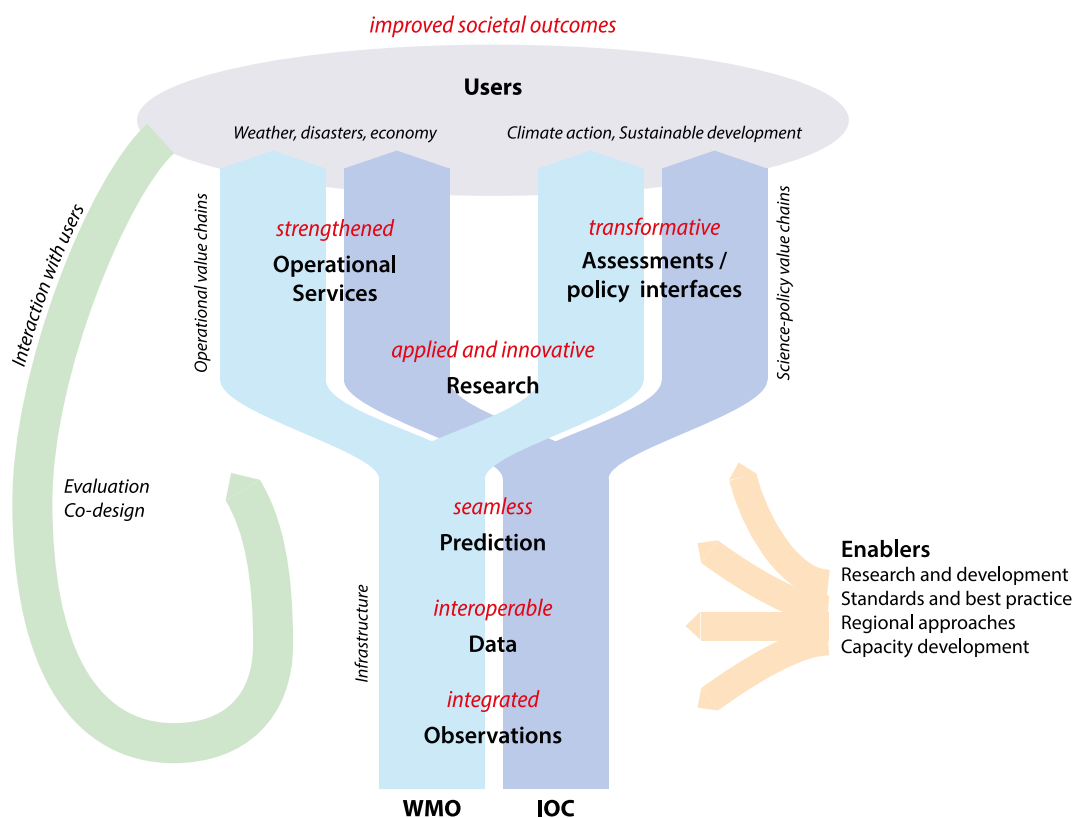 improved societal outcomes
Users
Weather, disasters, economy
Climate action, Sustainable development
Interaction with users
Operational value chains
strengthened
Operational
Services
transformative
Assessments /
policy interfaces
Science-policy value chains
applied and innovative
Research
Evaluation
Co-design
seamless
Prediction
Infrastructure
interoperable
Data
integrated
Observations
Enablers
Research and development
Standards and best practice
Regional approaches
Capacity development
WMO
IOC